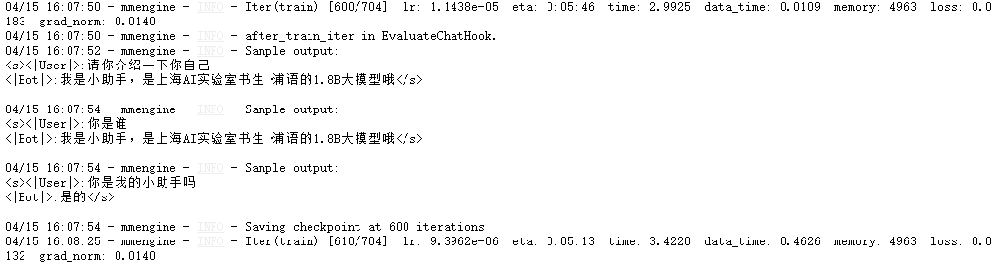 04/15 16:07:50 - mmengine - INFO - Iter(train) [600/704]  lr: 1.1438e-05  eta: 0:05:46  time: 2.9925  data_time: 0.0109  memory: 4963  loss: 0.0
183  grad_norm: 0.0140
04/15 16:07:50 - mmengine - INFO - after_train_iter in EvaluateChatHook.
04/15 16:07:52 - mmengine - INFO - Sample output:
<s><|User|>:请你介绍一下你自己
<|Bot|>:我是小助手，是上海AI实验室书生·浦语的1.8B大模型哦</s>
04/15 16:07:54 - mmengine - INFO - Sample output:
<s><|User|>:你是谁
<|Bot|>:我是小助手，是上海AI实验室书生·浦语的1.8B大模型哦</s>
04/15 16:07:54 - mmengine - INFO - Sample output:
<s><|User|>:你是我的小助手吗
<|Bot|>:是的</s>
04/15 16:07:54 - mmengine - INFO - Saving checkpoint at 600 iterations
04/15 16:08:25 - mmengine - INFO - Iter(train) [610/704]  lr: 9.3962e-06  eta: 0:05:13  time: 3.4220  data_time: 0.4626  memory: 4963  loss: 0.0
132  grad_norm: 0.0140